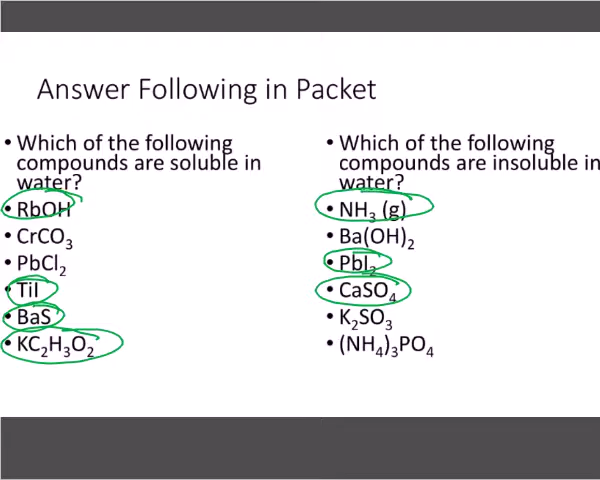 Answer Following in Packet
• Which of the following
compounds are soluble in
water?
• RbOH
• CrCO₃
• PbCl₂
• TiI
• BaS
• KC₂H₃O₂
• Which of the following
compounds are insoluble in
water?
• NH₃ (g)
• Ba(OH)₂
• PbI₂
• CaSO₄
• K₂SO₃
• (NH₄)₃PO₄